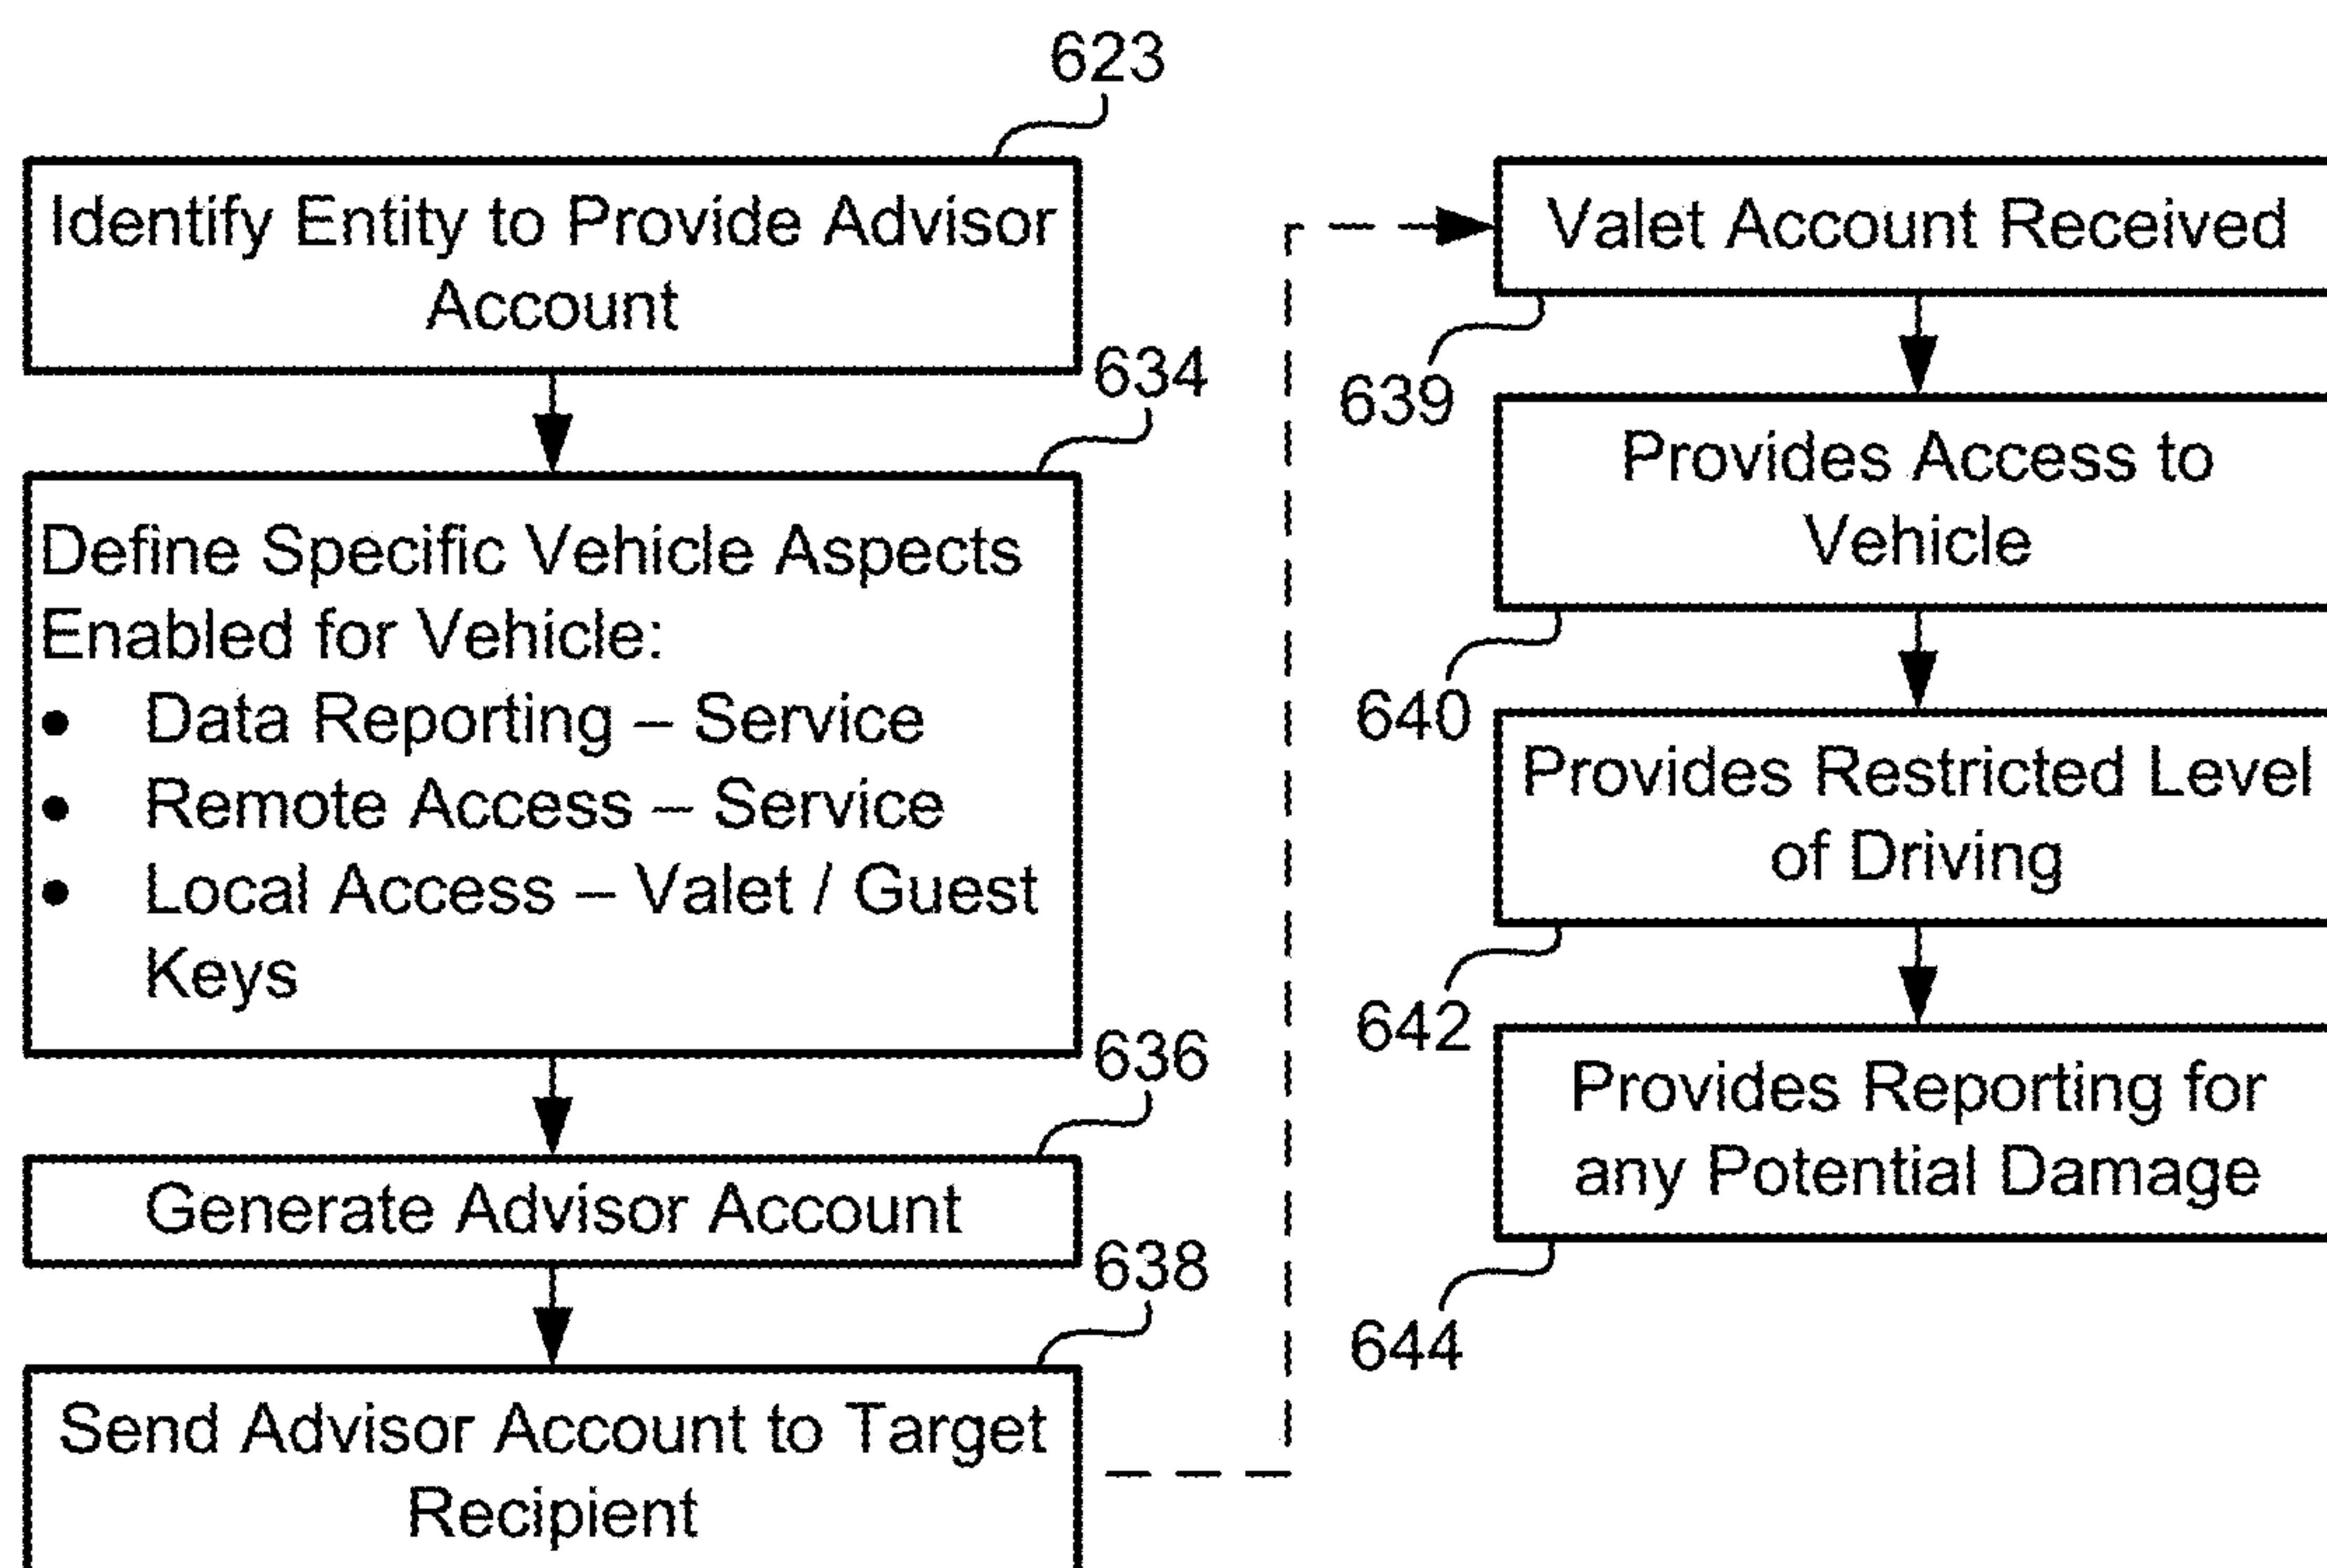 623
Identify Entity to Provide Advisor
Account
634
Define Specific Vehicle Aspects
Enabled for Vehicle:
• Data Reporting – Service
• Remote Access – Service
• Local Access – Valet / Guest
Keys
636
Generate Advisor Account
638
Send Advisor Account to Target
Recipient
Valet Account Received
639
Provides Access to
Vehicle
640
Provides Restricted Level
of Driving
642
Provides Reporting for
any Potential Damage
644